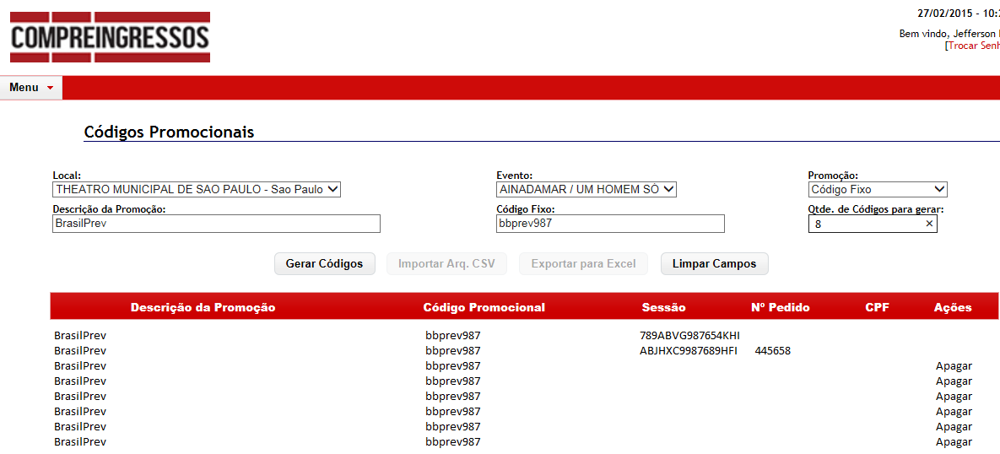 COMPREINGRESSOS
27/02/2015 - 10:
Bem vindo, Jefferson
[Trocar Senh
Menu
Códigos Promocionais
Local: Evento: Promoção:
THEATRO MUNICIPAL DE SAO PAULO - Sao Paulo AINADAMAR / UM HOMEM SÓ Código Fixo
Descrição da Promoção: Código Fixo: Qtde. de Códigos para gerar:
BrasilPrev bbprev987 8 ×
Gerar Códigos Importar Arq. CSV Exportar para Excel Limpar Campos
Descrição da Promoção Código Promocional Sessão Nº Pedido CPF Ações
BrasilPrev bbprev987 789ABVG987654KHI
BrasilPrev bbprev987 ABJHXC9987689HFI 445658
BrasilPrev bbprev987 Apagar
BrasilPrev bbprev987 Apagar
BrasilPrev bbprev987 Apagar
BrasilPrev bbprev987 Apagar
BrasilPrev bbprev987 Apagar
BrasilPrev bbprev987 Apagar